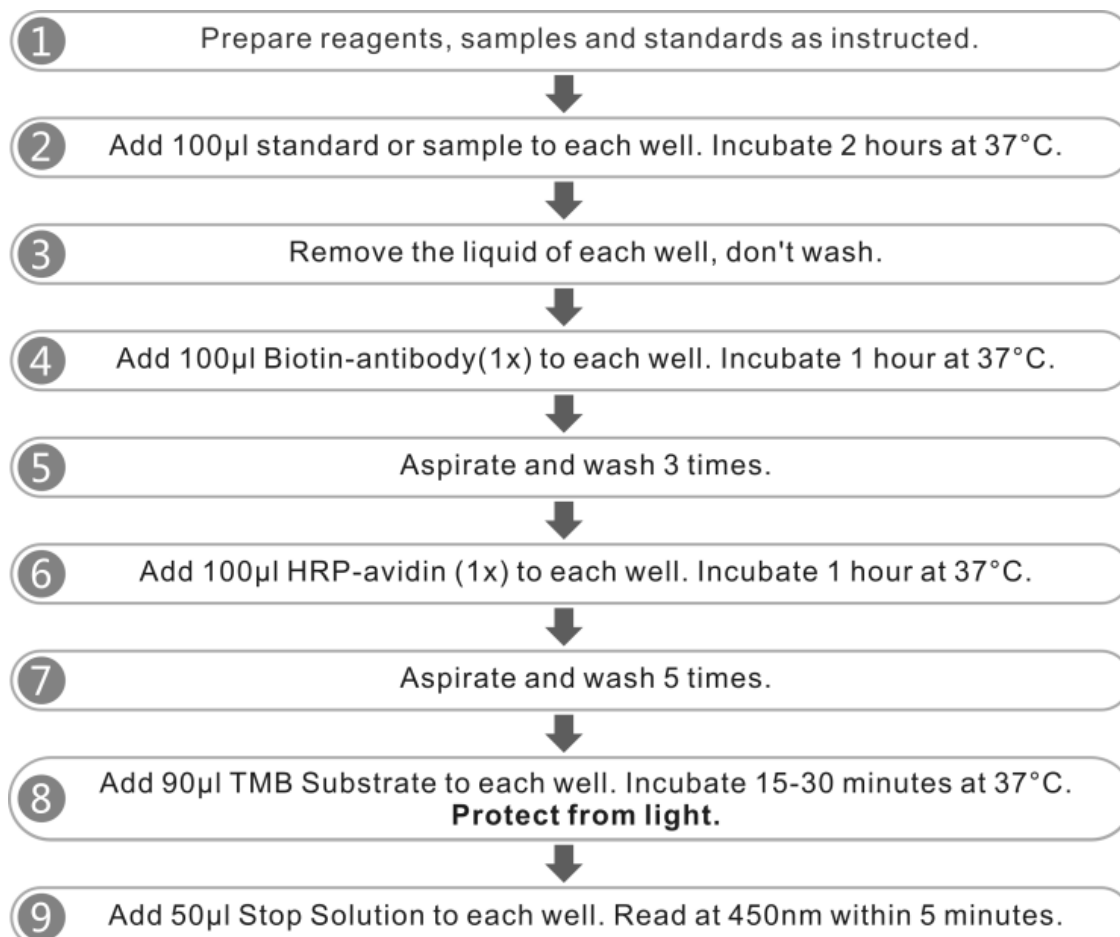 1 Prepare reagents, samples and standards as instructed.
2 Add 100µl standard or sample to each well. Incubate 2 hours at 37°C.
3 Remove the liquid of each well, don't wash.
4 Add 100µl Biotin-antibody(1x) to each well. Incubate 1 hour at 37°C.
5 Aspirate and wash 3 times.
6 Add 100µl HRP-avidin (1x) to each well. Incubate 1 hour at 37°C.
7 Aspirate and wash 5 times.
8 Add 90µl TMB Substrate to each well. Incubate 15-30 minutes at 37°C.
Protect from light.
9 Add 50µl Stop Solution to each well. Read at 450nm within 5 minutes.